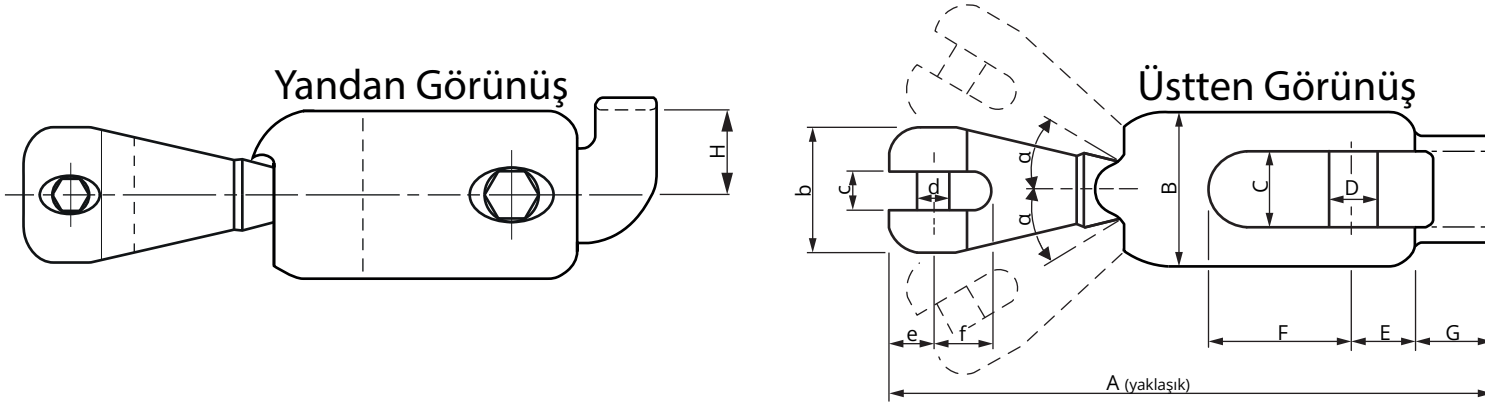 Yandan Görünüş
H
Üstten Görünüş
b
c
d
α
α
B
C
D
e
f
F
E
G
A (yaklaşık)